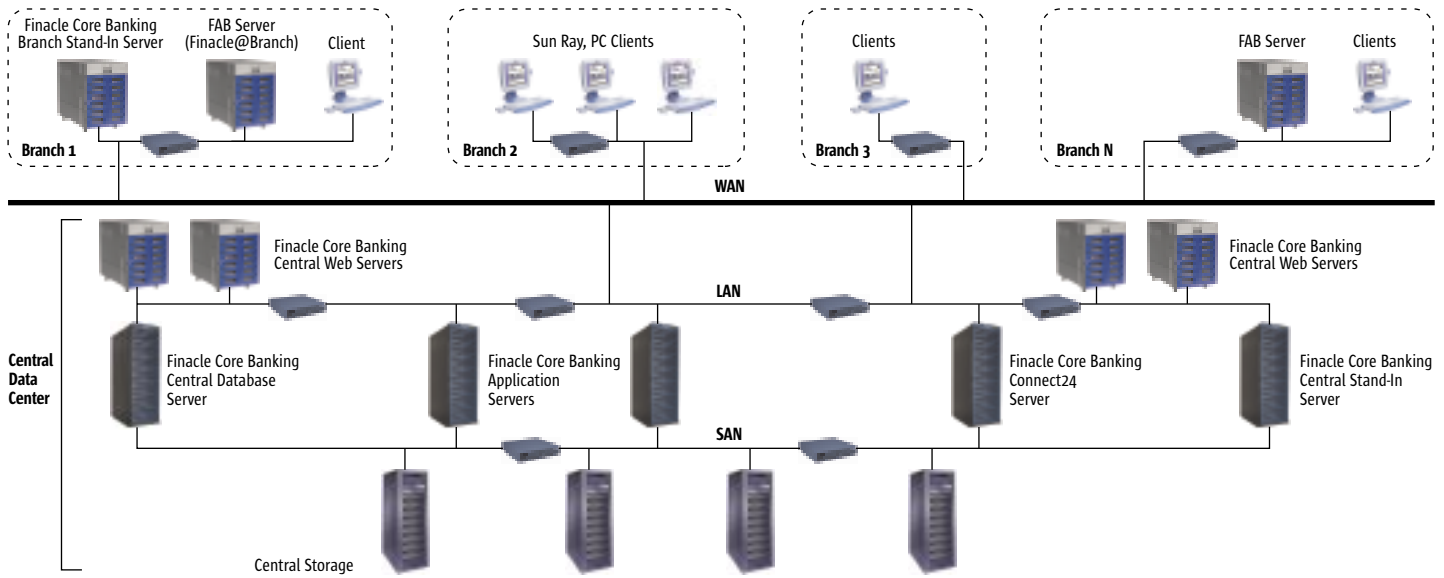 Finacle Core Banking
Branch Stand-In Server
FAB Server
(Finacle@Branch)
Client
Branch 1
Sun Ray, PC Clients
Branch 2
Clients
Branch 3
FAB Server
Clients
Branch N
WAN
Finacle Core Banking
Central Web Servers
Finacle Core Banking
Central Web Servers
LAN
Central
Data
Center
Finacle Core Banking
Central Database
Server
Finacle Core Banking
Application
Servers
Finacle Core Banking
Connect24
Server
Finacle Core Banking
Central Stand-In
Server
SAN
Central Storage